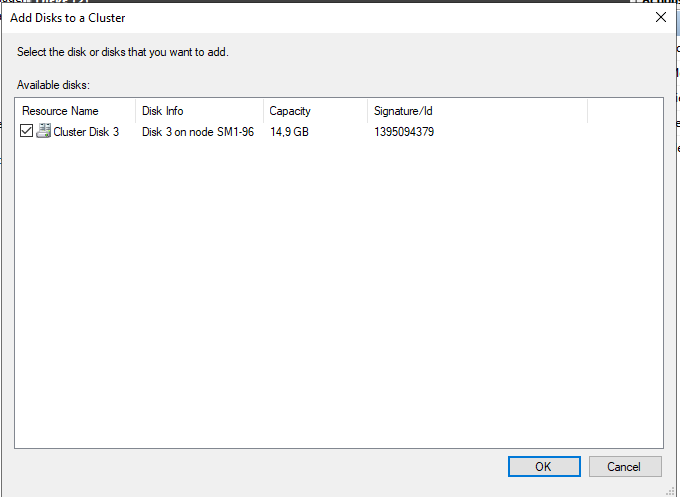 Add Disks to a Cluster
Select the disk or disks that you want to add.
Available disks:
Resource Name Disk Info Capacity Signature/Id
Cluster Disk 3 Disk 3 on node SM1-96 14,9 GB 1395094379
OK Cancel